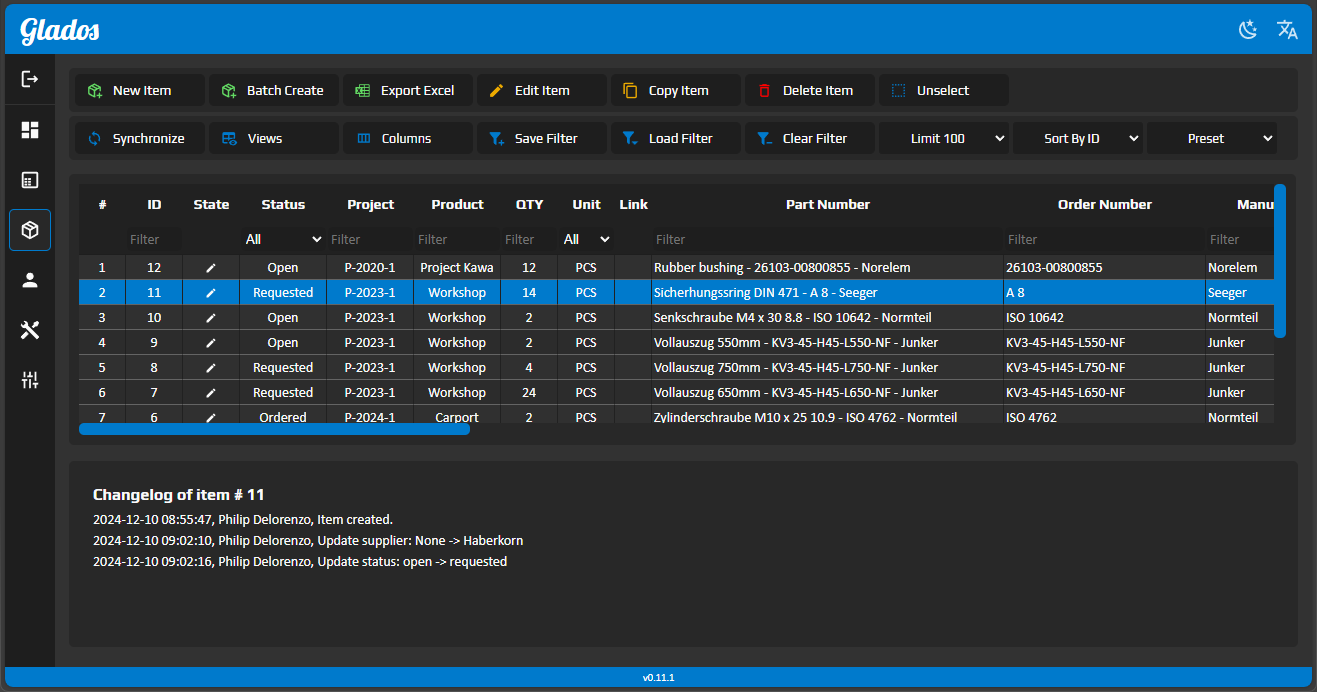 Glados
New Item Batch Create Export Excel Edit Item Copy Item Delete Item Unselect
Synchronize Views Columns Save Filter Load Filter Clear Filter Limit 100 Sort By ID Preset
# ID State Status Project Product QTY Unit Link Part Number Order Number Manu
Filter All Filter Filter Filter All Filter Filter Filter
1 12 Open P-2020-1 Project Kawa 12 PCS Rubber bushing - 26103-00800855 - Norelem 26103-00800855 Norelem
2 11 Requested P-2023-1 Workshop 14 PCS Sicherhungssring DIN 471 - A 8 - Seeger A 8 Seeger
3 10 Open P-2023-1 Workshop 2 PCS Senkschraube M4 x 30 8.8 - ISO 10642 - Normteil ISO 10642 Normteil
4 9 Open P-2023-1 Workshop 2 PCS Vollauszug 550mm - KV3-45-H45-L550-NF - Junker KV3-45-H45-L550-NF Junker
5 8 Requested P-2023-1 Workshop 4 PCS Vollauszug 750mm - KV3-45-H45-L750-NF - Junker KV3-45-H45-L750-NF Junker
6 7 Requested P-2023-1 Workshop 24 PCS Vollauszug 650mm - KV3-45-H45-L650-NF - Junker KV3-45-H45-L650-NF Junker
7 6 Ordered P-2024-1 Carport 2 PCS Zylinderschraube M10 x 25 10.9 - ISO 4762 - Normteil ISO 4762 Normteil
Changelog of item # 11
2024-12-10 08:55:47, Philip Delorenzo, Item created.
2024-12-10 09:02:10, Philip Delorenzo, Update supplier: None -> Haberkorn
2024-12-10 09:02:16, Philip Delorenzo, Update status: open -> requested
v0.11.1